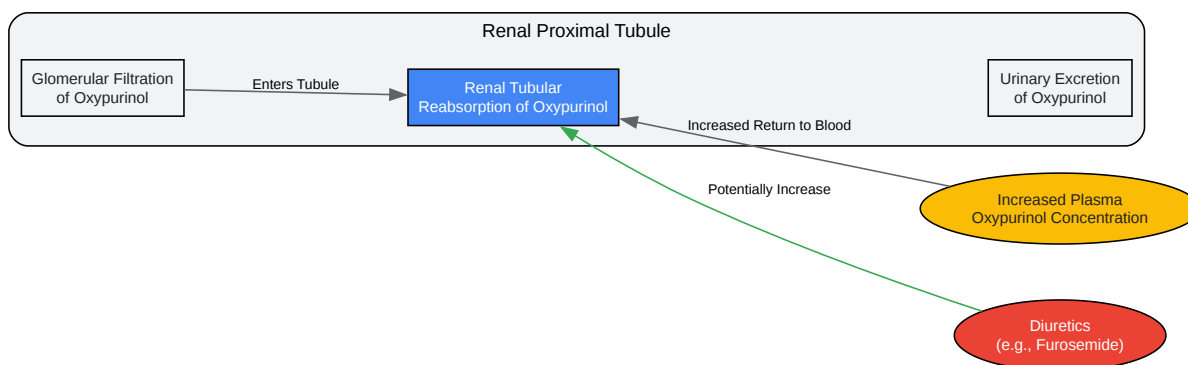 Renal Proximal Tubule
Glomerular Filtration
of Oxypurinol
Enters Tubule
Renal Tubular
Reabsorption of Oxypurinol
Urinary Excretion
of Oxypurinol
Increased Return to Blood
Potentially Increase
Increased Plasma
Oxypurinol Concentration
Diuretics
(e.g., Furosemide)